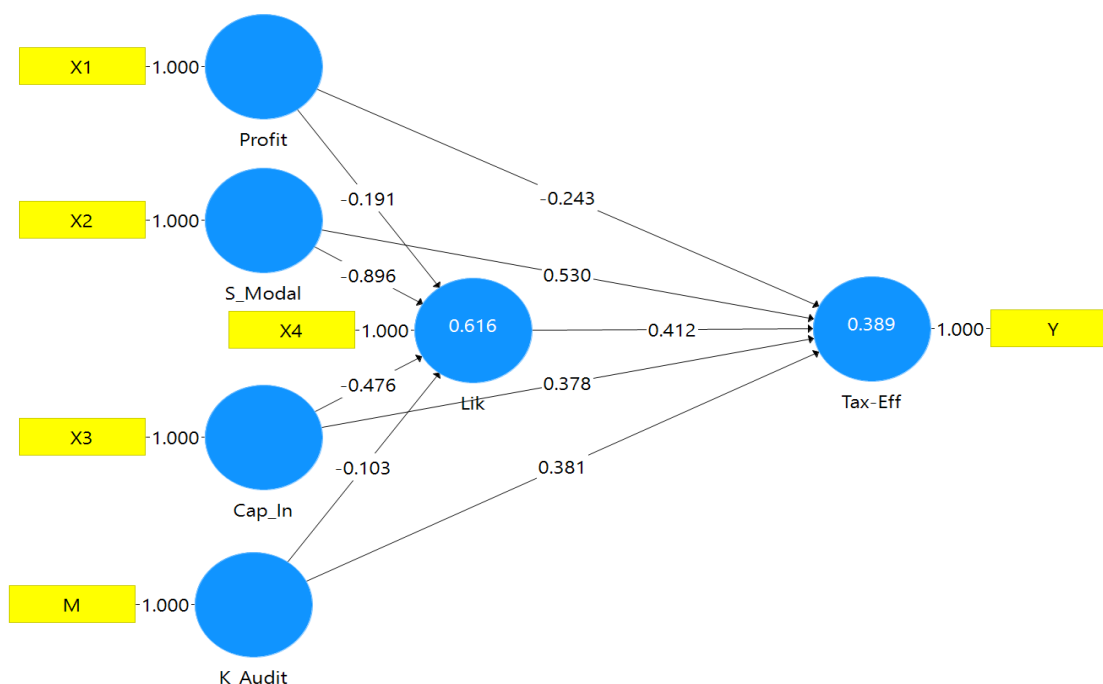 X1
1.000
Profit
-0.191
-0.243
X2
1.000
S_Modal
-0.896
0.530
X4
1.000
0.616
Lik
0.412
0.389
Tax-Eff
1.000
Y
-0.476
0.378
X3
1.000
Cap_In
-0.103
0.381
M
1.000
K_Audit